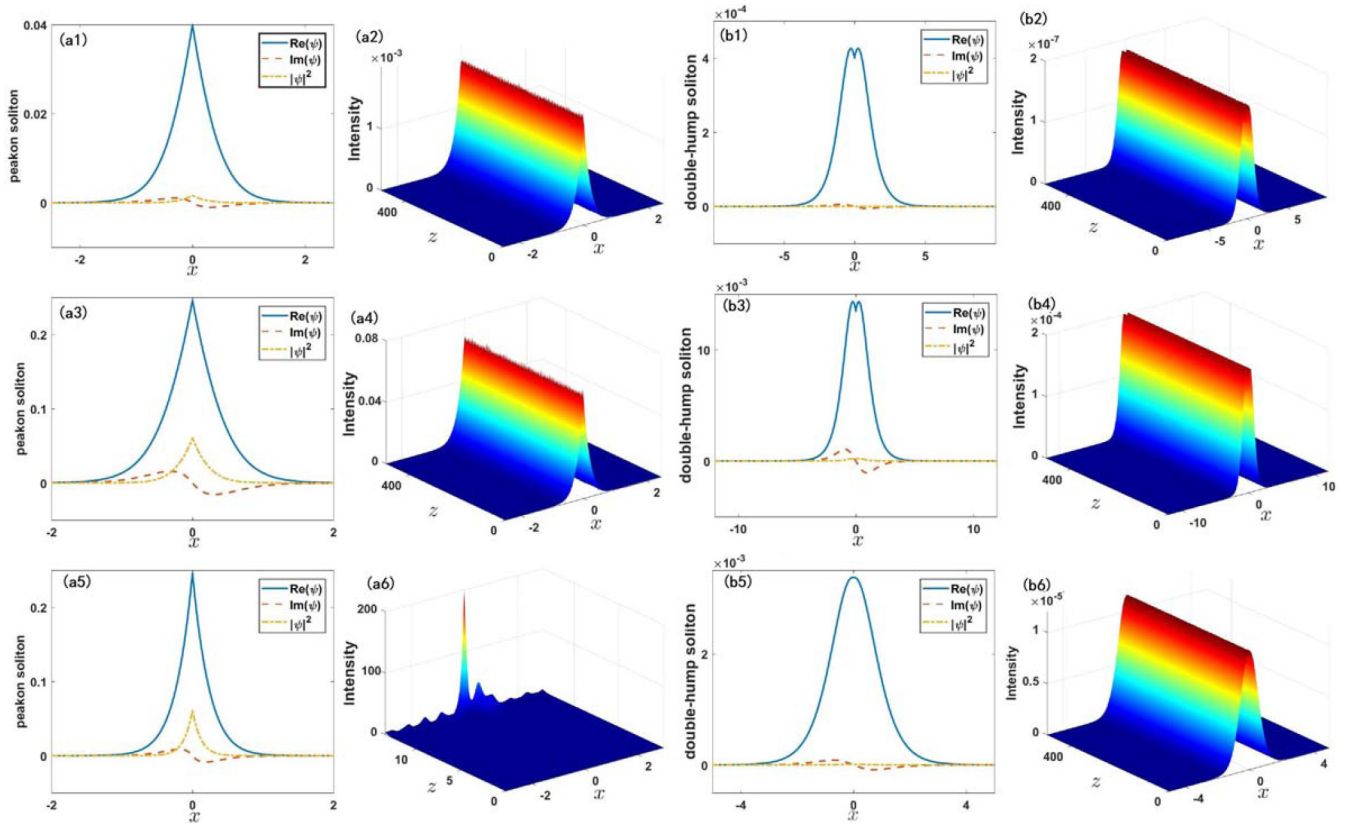 (a1)
peakon soliton
0.04
0.02
0
-2
0
2
x
Re(ψ)
Im(ψ)
|ψ|²
(a2)
×10⁻³
Intensity
1
0
400
z
0
-2
0
2
x
(b1)
×10⁻⁴
double-hump soliton
4
2
0
-5
0
5
x
Re(ψ)
Im(ψ)
|ψ|²
(b2)
×10⁻⁷
Intensity
2
1
0
400
z
0
-5
0
5
x
(a3)
peakon soliton
0.2
0.1
0
-2
0
2
x
Re(ψ)
Im(ψ)
|ψ|²
(a4)
Intensity
0.08
0.04
0
400
z
0
-2
0
2
x
(b3)
×10⁻³
double-hump soliton
10
0
-10
0
10
x
Re(ψ)
Im(ψ)
|ψ|²
(b4)
×10⁻⁴
Intensity
2
1
0
400
z
0
-10
0
10
x
(a5)
peakon soliton
0.2
0.1
0
-2
0
2
x
Re(ψ)
Im(ψ)
|ψ|²
(a6)
Intensity
200
100
0
10
5
0
z
-2
0
2
x
(b5)
×10⁻³
double-hump soliton
2
0
-4
0
4
x
Re(ψ)
Im(ψ)
|ψ|²
(b6)
×10⁻⁵
Intensity
1
0.5
0
400
z
0
-4
0
4
x